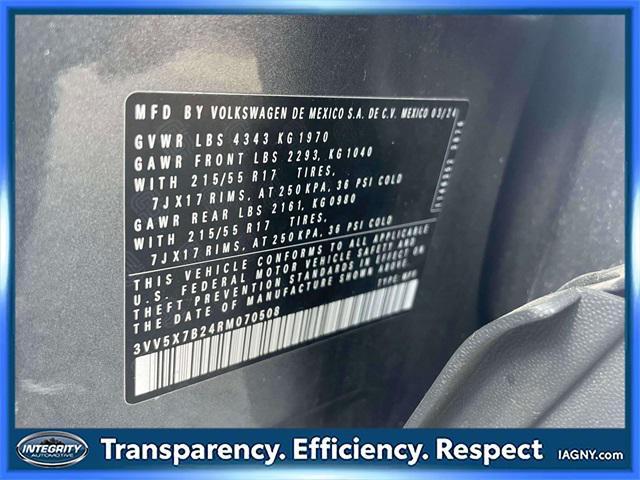 MFD BY VOLKSWAGEN DE MEXICO S.A. DE C.V. MEXICO 03/24
GVWR LBS 4343 KG 1970
GAWR FRONT LBS 2293, KG 1040
WITH 215/55 R17 TIRES,
7JX17 RIMS, AT 250 KPA, 36 PSI COLD
GAWR REAR LBS 2161, KG 0980
WITH 215/55 R17 TIRES,
7JX17 RIMS, AT 250 KPA, 36 PSI COLD
THIS VEHICLE CONFORMS TO ALL APPLICABLE
U.S. FEDERAL MOTOR VEHICLE SAFETY AND
THEFT PREVENTION STANDARDS IN EFFECT ON
THE DATE OF MANUFACTURE SHOWN ABOVE.
3VV5X7B24RM070508
INTEGRITY
AUTOMOTIVE
Transparency. Efficiency. Respect
IAGNY.com